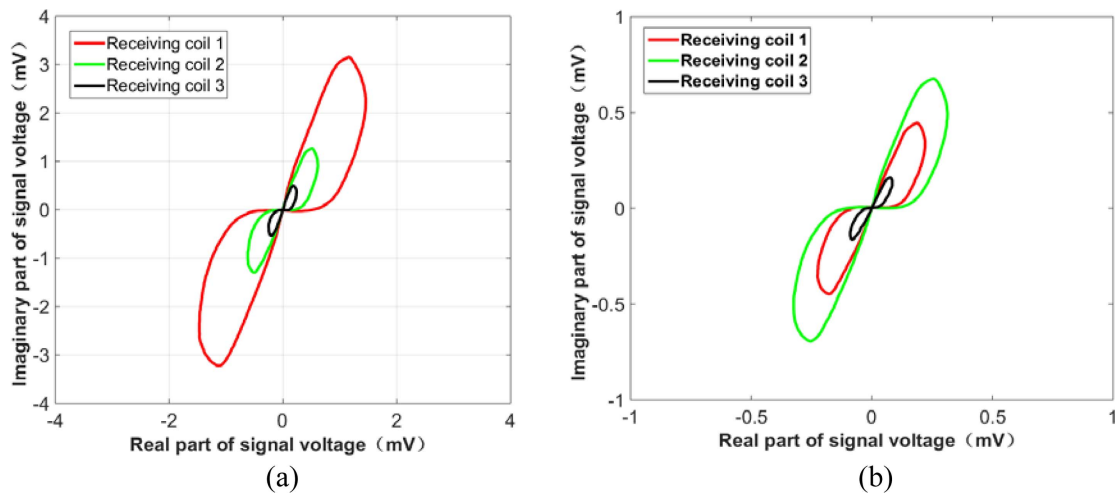 4
3
2
1
0
-1
-2
-3
-4
-4
-2
0
2
4
Imaginary part of signal voltage（mV）
Real part of signal voltage（mV）
Receiving coil 1
Receiving coil 2
Receiving coil 3
(a)
1
0.5
0
-0.5
-1
-1
-0.5
0
0.5
1
Imaginary part of signal voltage（mV）
Real part of signal voltage（mV）
Receiving coil 1
Receiving coil 2
Receiving coil 3
(b)